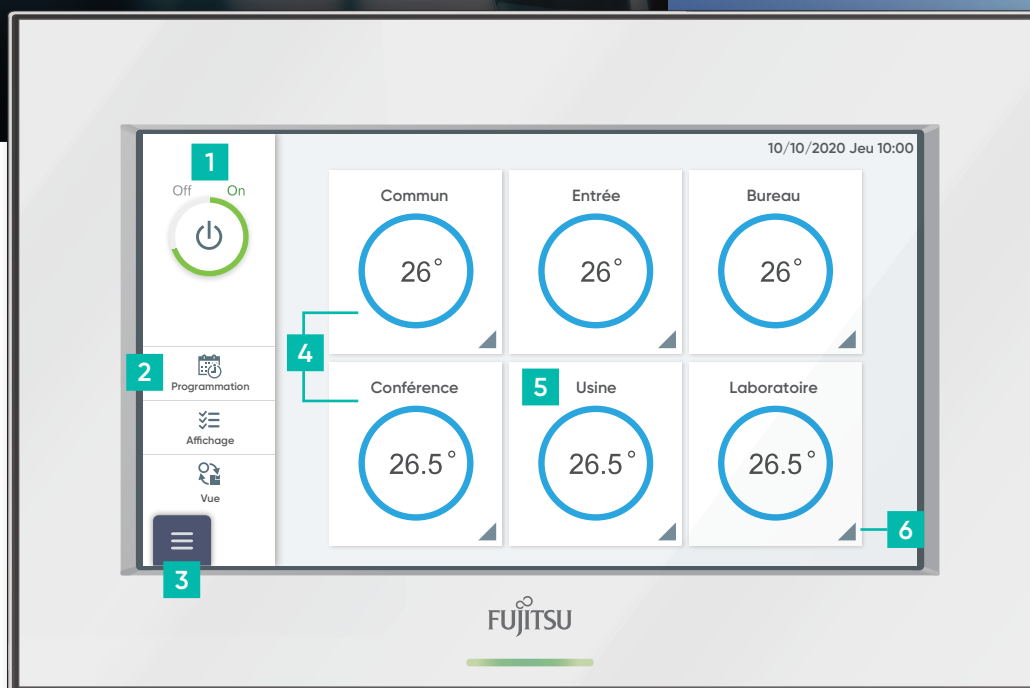 10/10/2020 Jeu 10:00
1
Off On
Commun
Entrée
Bureau
26°
26°
26°
4
2
Programmation
Conférence
5
Usine
Laboratoire
Affichage
26.5°
26.5°
26.5°
Vue
6
3
FUJITSU